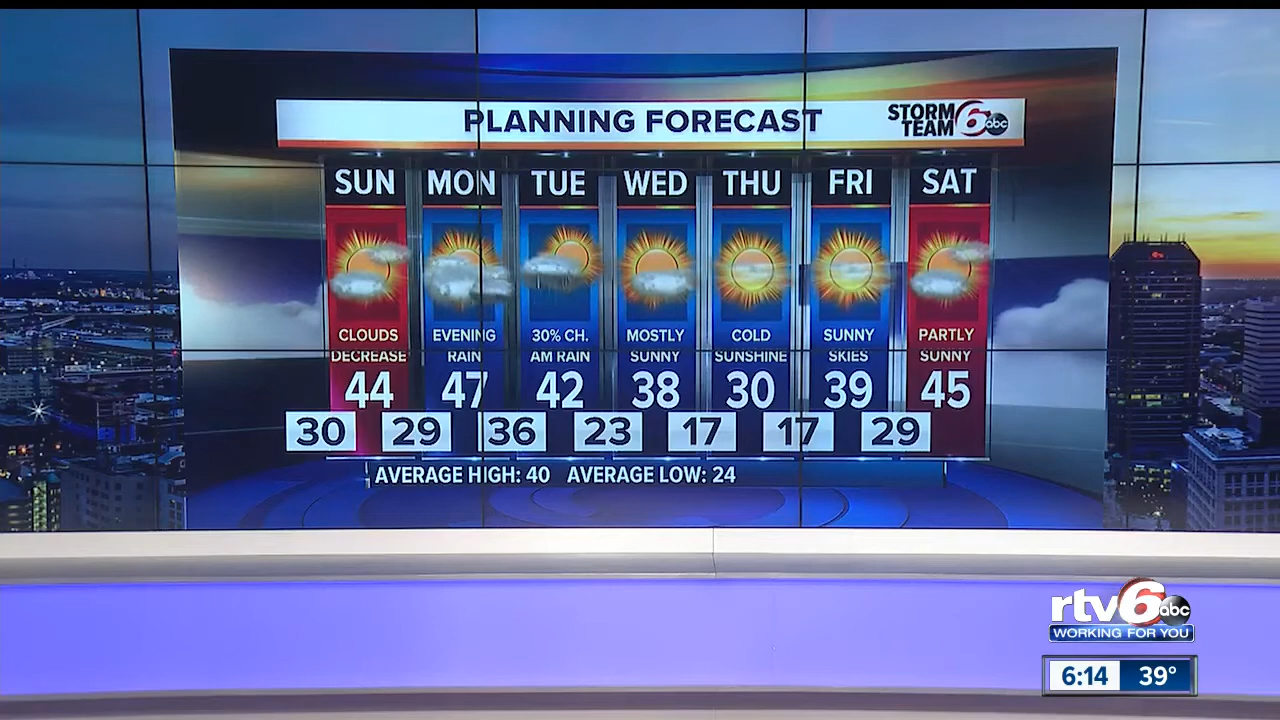 PLANNING FORECAST
STORM TEAM 6 abc
SUN MON TUE WED THU FRI SAT
CLOUDS EVENING 30% CH. MOSTLY COLD SUNNY PARTLY
DECREASE RAIN AM RAIN SUNNY SUNSHINE SKIES SUNNY
44 47 42 38 30 39 45
30 29 36 23 17 17 29
AVERAGE HIGH: 40 AVERAGE LOW: 24
rtv6 abc
WORKING FOR YOU
6:14 39°